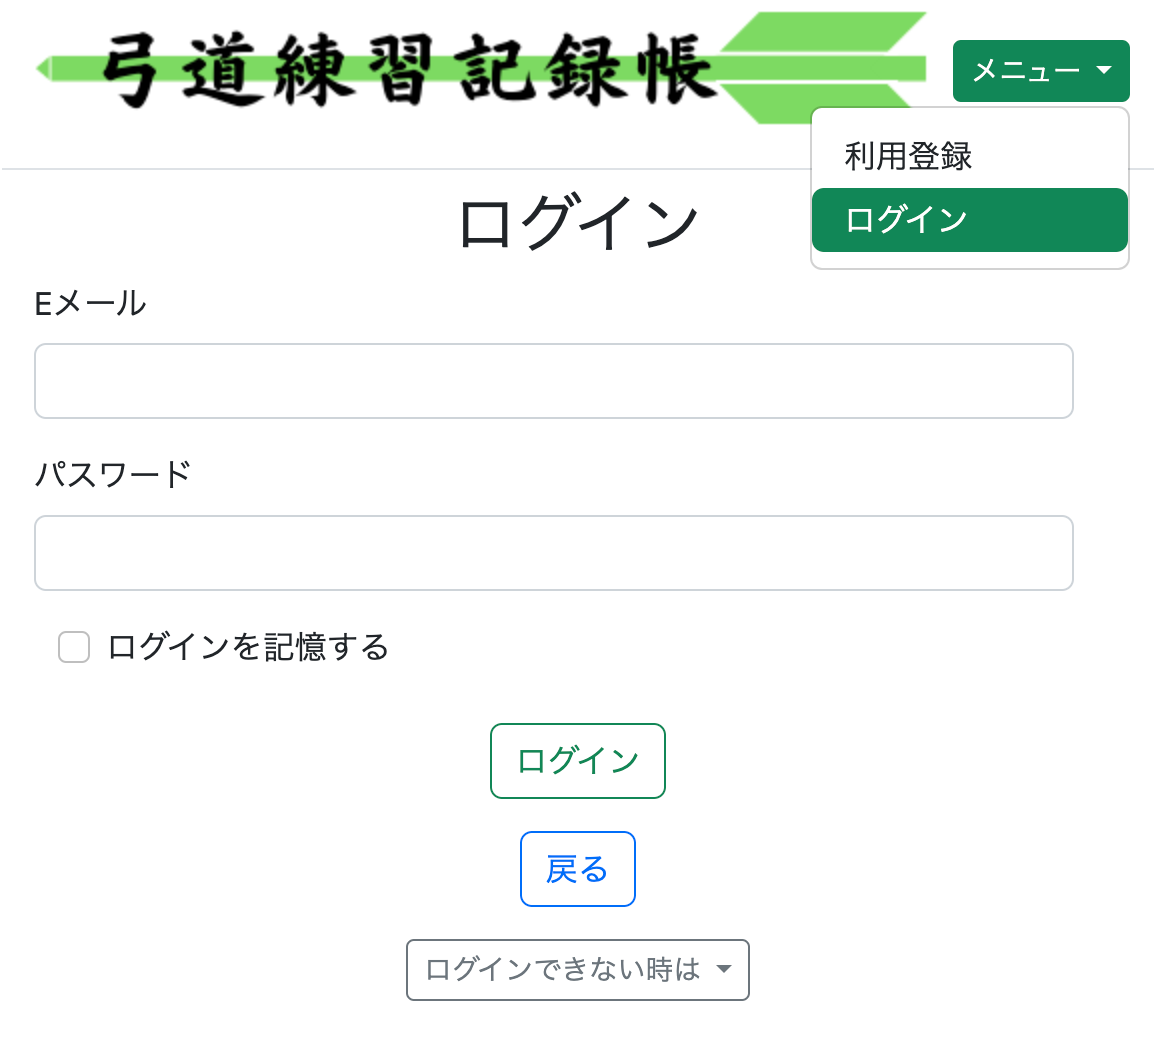 弓道練習記録帳
メニュー
利用登録
ログイン
ログイン
Eメール
パスワード
ログインを記憶する
ログイン
戻る
ログインできない時は